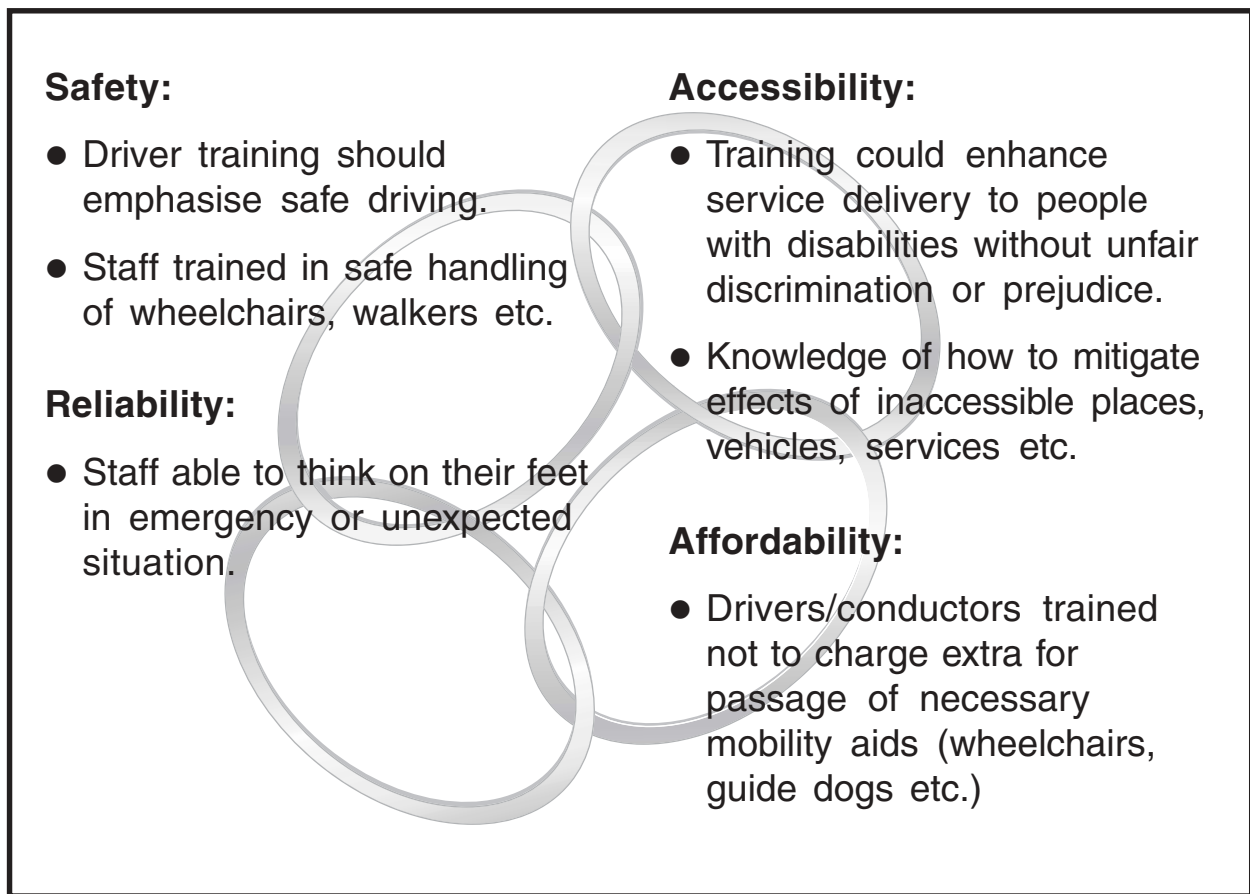 Safety:
● Driver training should
emphasise safe driving.
● Staff trained in safe handling
of wheelchairs, walkers etc.
Reliability:
● Staff able to think on their feet
in emergency or unexpected
situation.
Accessibility:
● Training could enhance
service delivery to people
with disabilities without unfair
discrimination or prejudice.
● Knowledge of how to mitigate
effects of inaccessible places,
vehicles, services etc.
Affordability:
● Drivers/conductors trained
not to charge extra for
passage of necessary
mobility aids (wheelchairs,
guide dogs etc.)